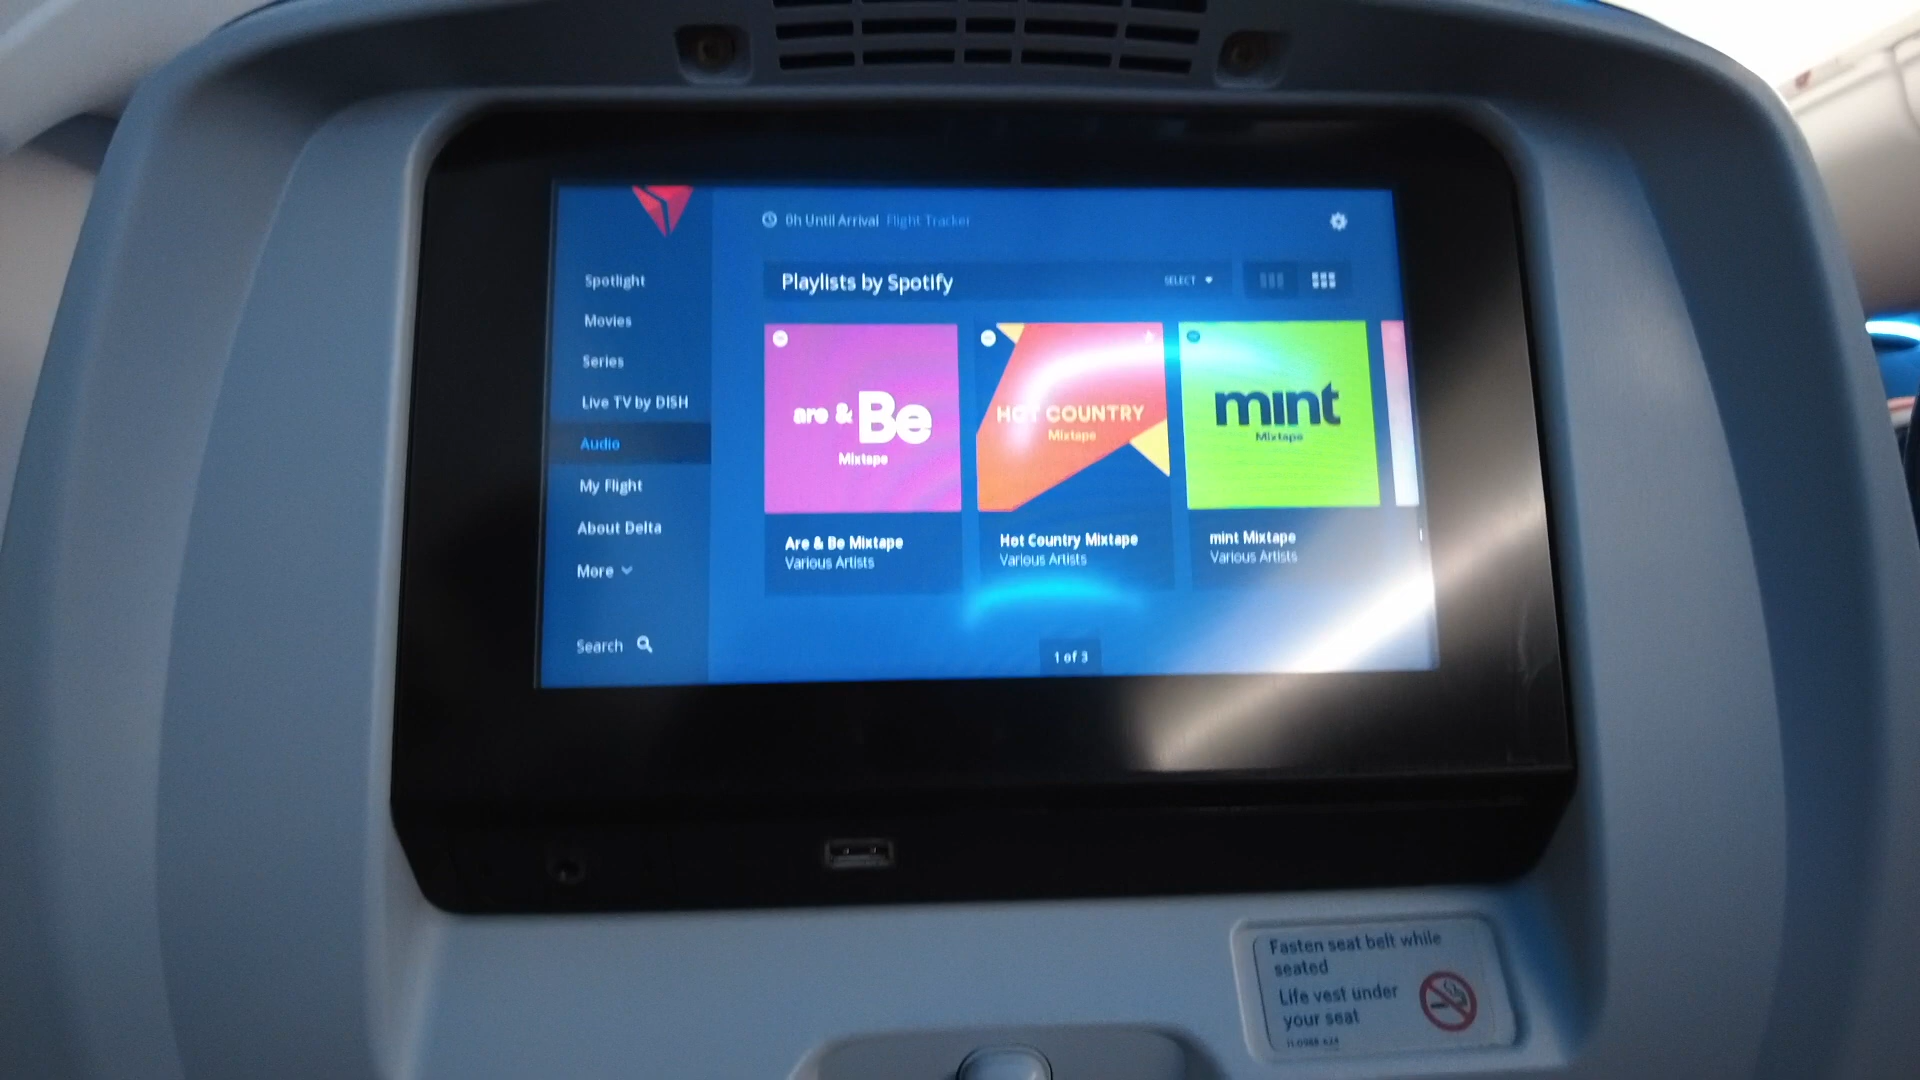 0h Until Arrival Flight Tracker
Spotlight
Movies
Series
Live TV by DISH
Audio
My Flight
About Delta
More
Search
Playlists by Spotify
SELECT
are & Be
Mixtape
HOT COUNTRY
Mixtape
mint
Mixtape
Are & Be Mixtape
Various Artists
Hot Country Mixtape
Various Artists
mint Mixtape
Various Artists
1 of 3
Fasten seat belt while
seated
Life vest under
your seat